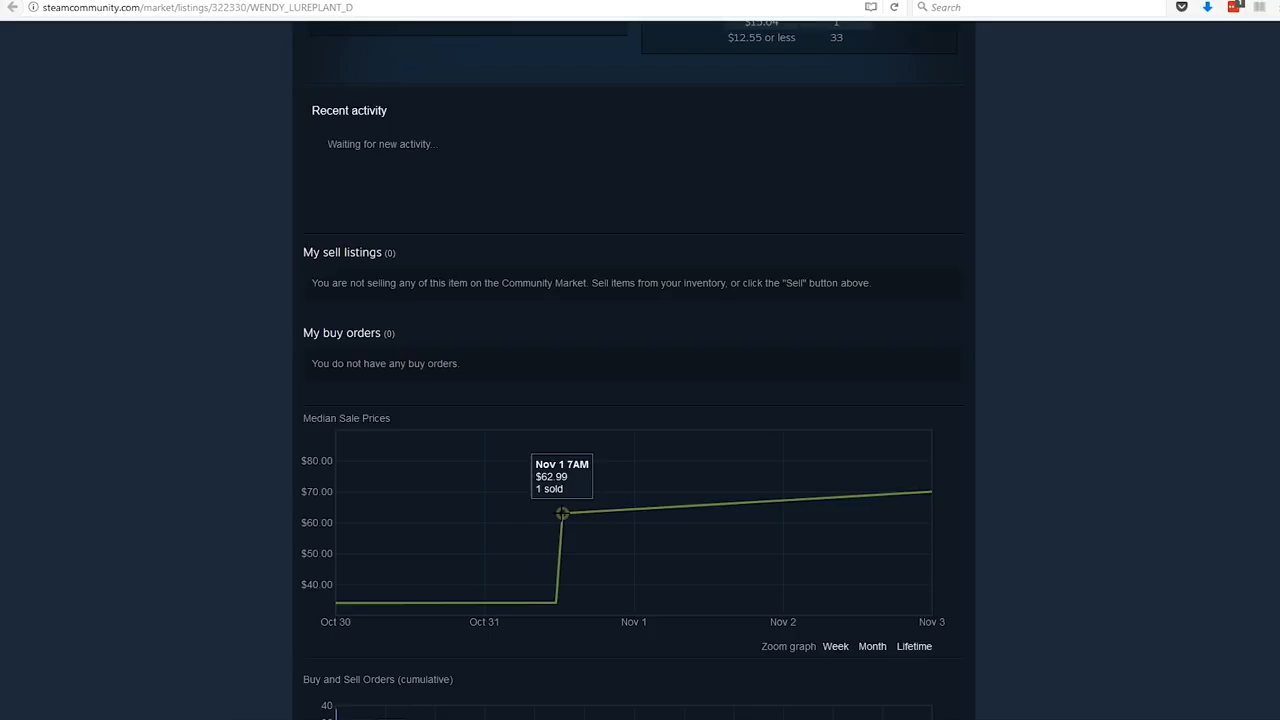 steamcommunity.com/market/listings/322330/WENDY_LUREPLANT_D
Search
1
$15.04 1
$12.55 or less 33
Recent activity
Waiting for new activity...
My sell listings (0)
You are not selling any of this item on the Community Market. Sell items from your inventory, or click the "Sell" button above.
My buy orders (0)
You do not have any buy orders.
Median Sale Prices
$80.00
$70.00
$60.00
$50.00
$40.00
Nov 1 7AM
$62.99
1 sold
Oct 30 Oct 31 Nov 1 Nov 2 Nov 3
Zoom graph Week Month Lifetime
Buy and Sell Orders (cumulative)
40